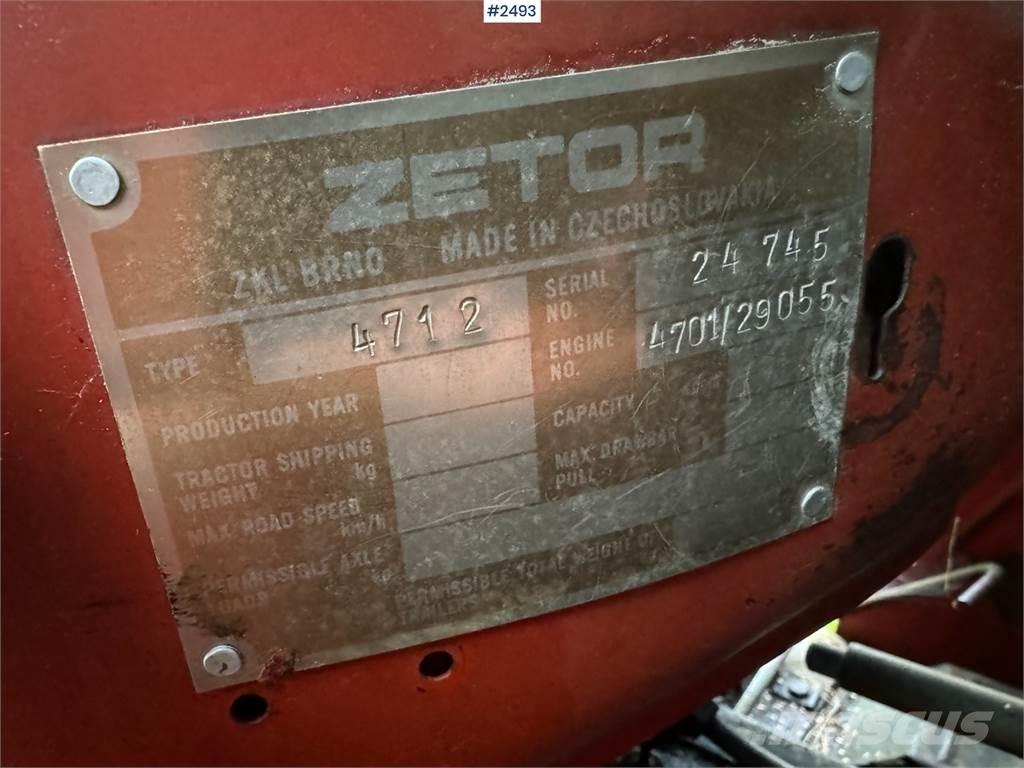 #2493
ZETOR
ZKL BRNO MADE IN CZECHOSLOVAKIA
TYPE 4712
SERIAL NO. 24 745
ENGINE NO. 4701/29055
PRODUCTION YEAR
CAPACITY
TRACTOR SHIPPING WEIGHT kg
MAX. DRAWBAR PULL
MAX. ROAD SPEED km/h
PERMISSIBLE AXLE LOADS kg
PERMISSIBLE TOTAL WEIGHT OF TRAILERS
MASCUS